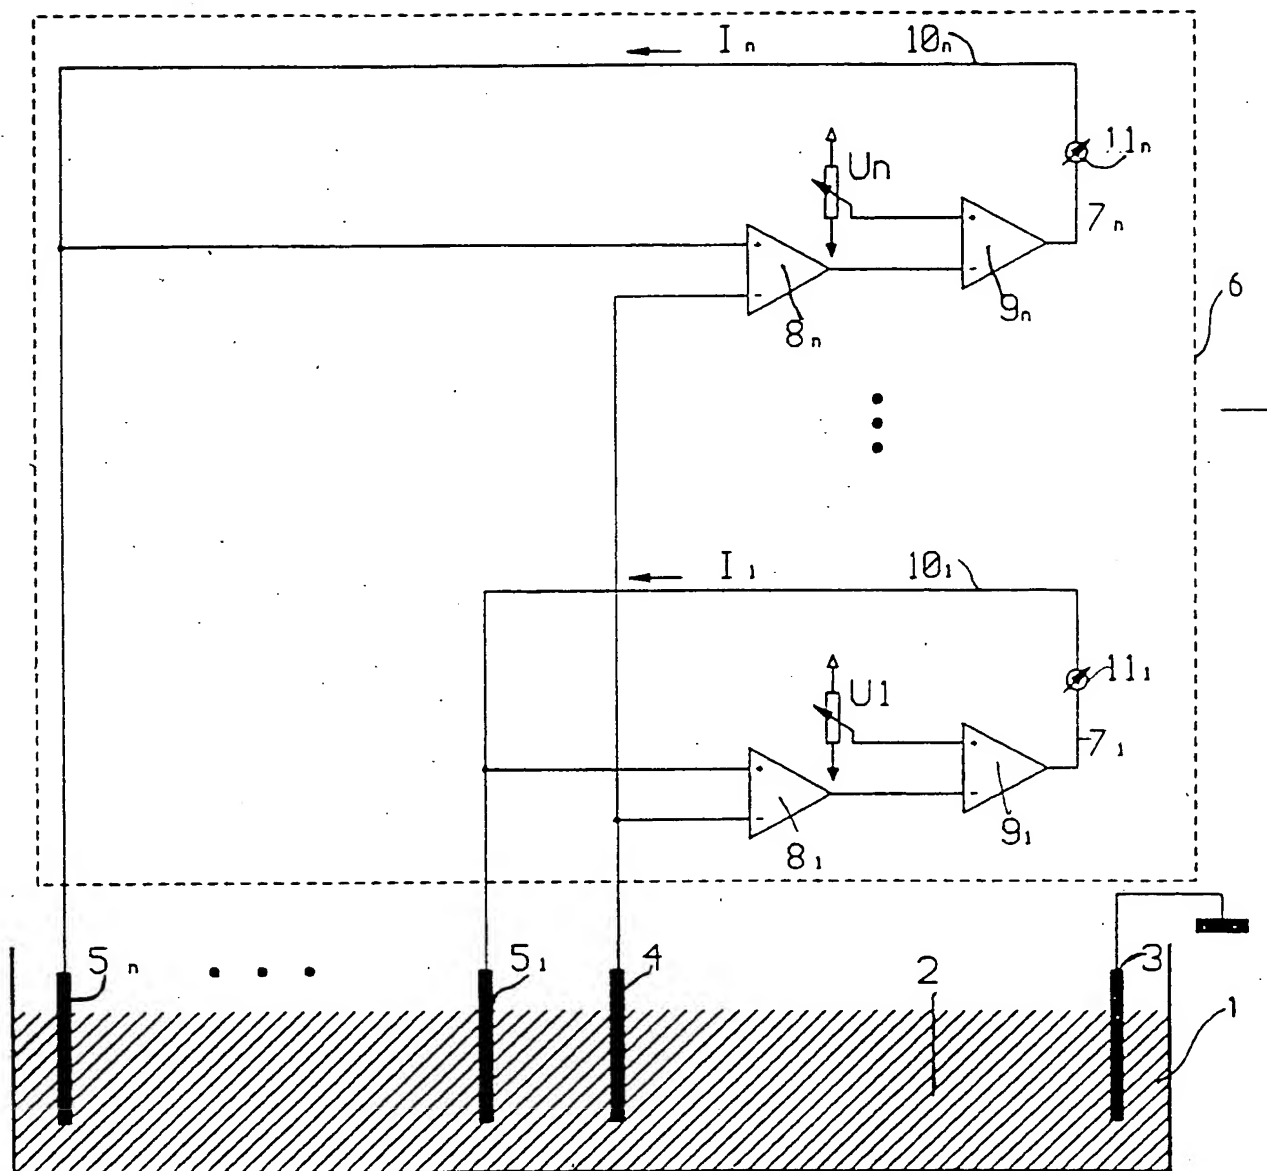 Iₙ 10ₙ
11ₙ
Un
7ₙ
+ +
- -
9ₙ
8ₙ
6
I₁ 10₁
11₁
U1
7₁
+ +
- -
9₁
8₁
5ₙ 5₁ 4 2 3
1